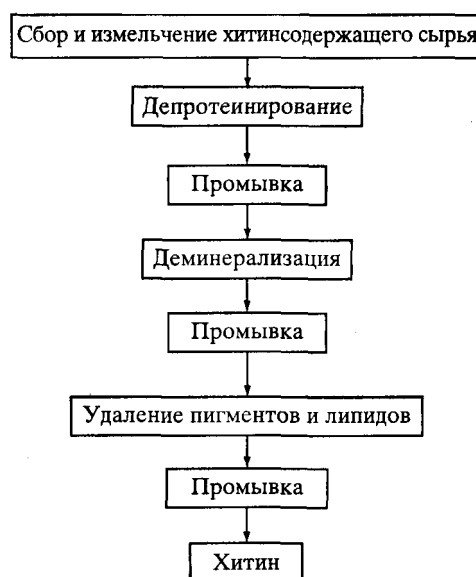 Сбор и измельчение хитинсодержащего сырья
Депротеинирование
Промывка
Деминерализация
Промывка
Удаление пигментов и липидов
Промывка
Хитин